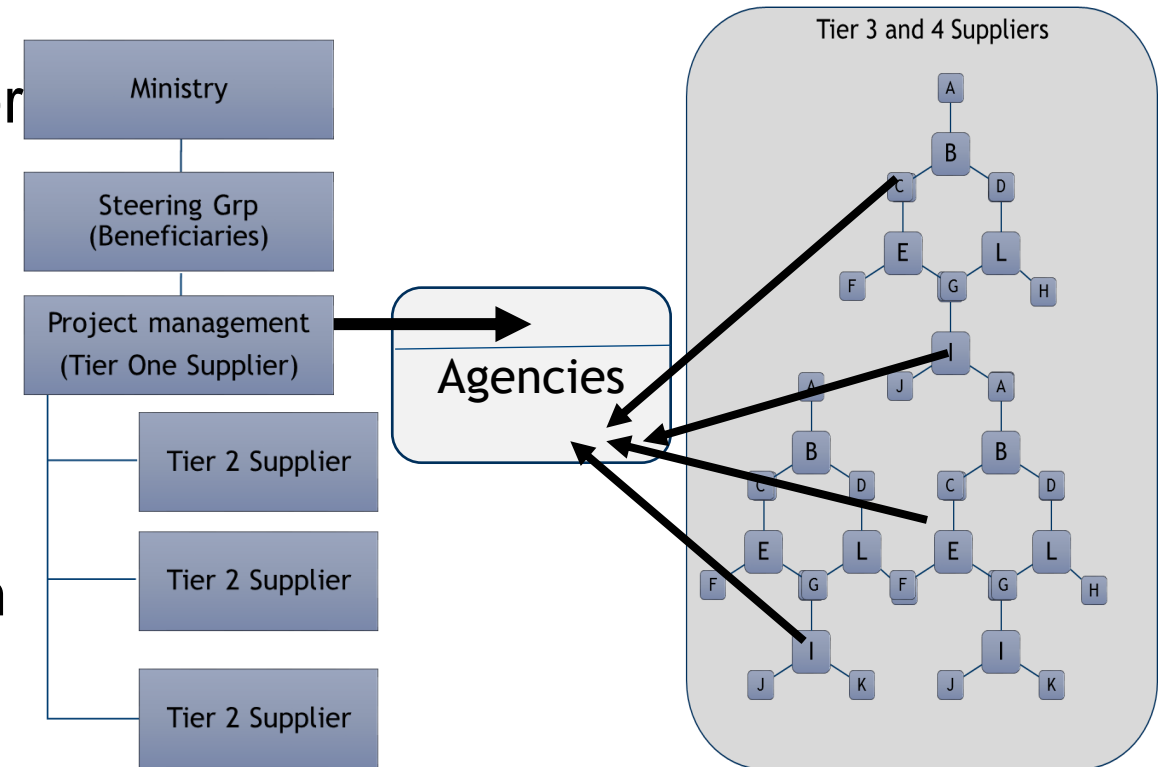 er
Ministry
Steering Grp
(Beneficiaries)
Project management
(Tier One Supplier)
Tier 2 Supplier
Tier 2 Supplier
n
Tier 2 Supplier
Agencies
Tier 3 and 4 Suppliers
A
B
C D
E L
F G H
I
J A
B
C D
E L
F G H
I
J K
A
B
C D
E L
F G
I
J K